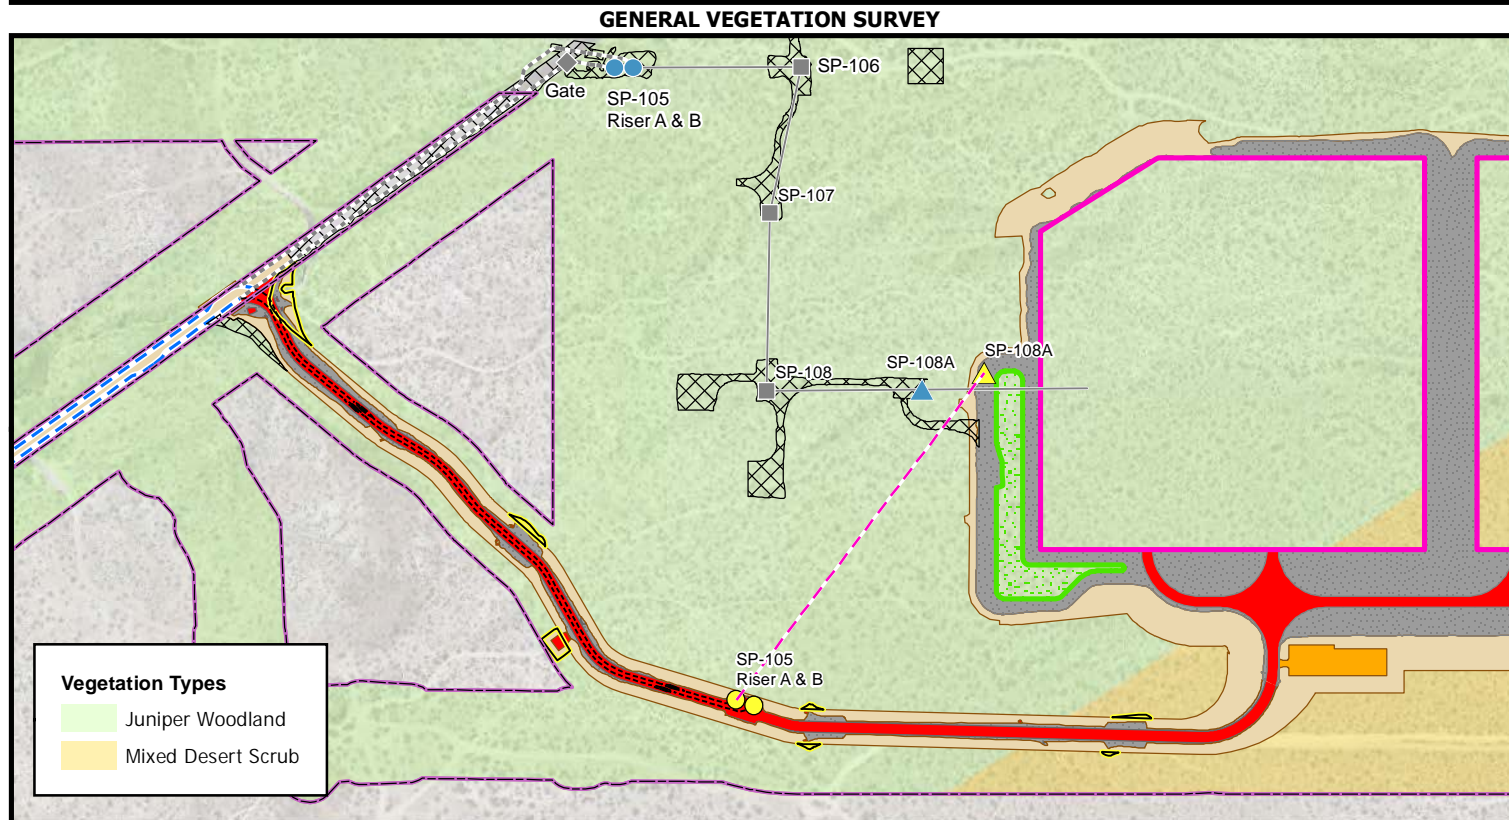 GENERAL VEGETATION SURVEY
SP-106
Gate
SP-105
Riser A & B
SP-107
SP-108A
SP-108A
SP-108
SP-105
Riser A & B
Vegetation Types
Juniper Woodland
Mixed Desert Scrub